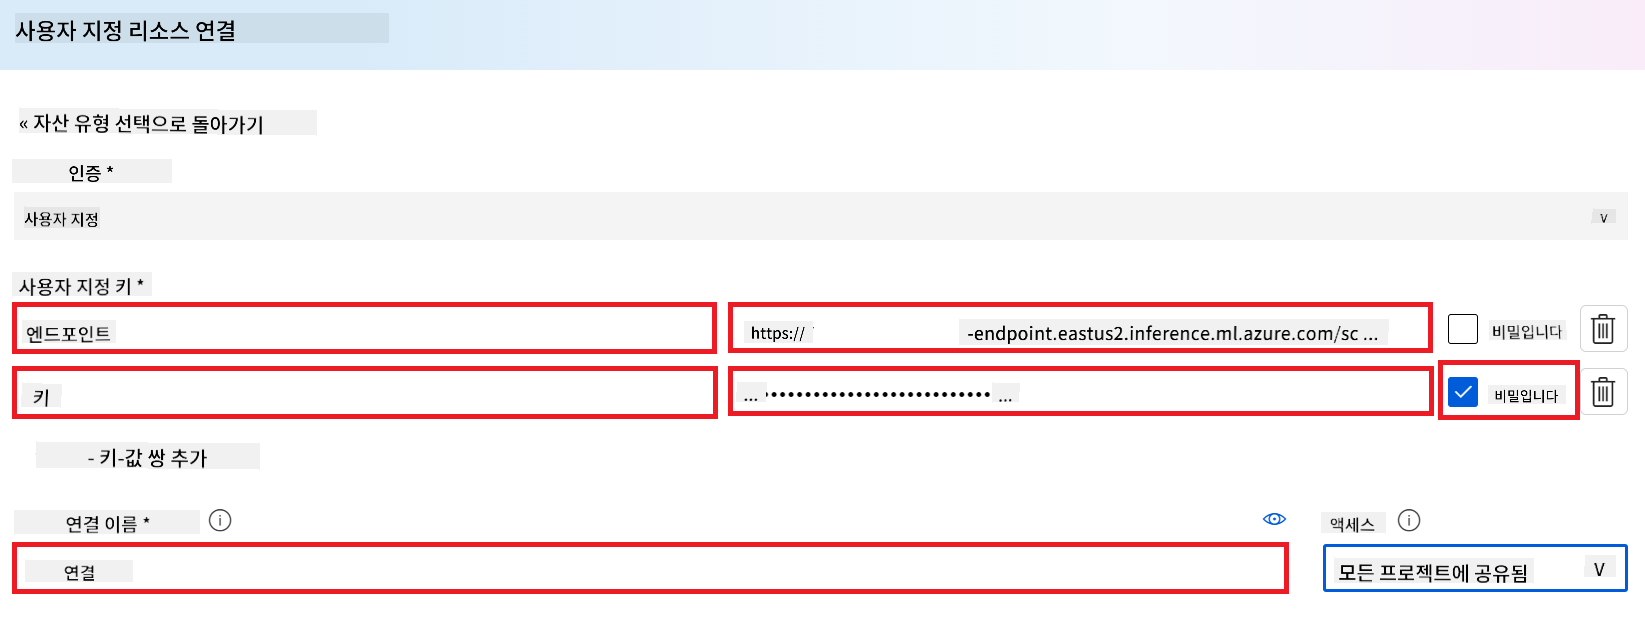 사용자 지정 리소스 연결
« 자산 유형 선택으로 돌아가기
인증 *
사용자 지정
사용자 지정 키 *
엔드포인트 https:// -endpoint.eastus2.inference.ml.azure.com/sc ... 비밀입니다
키 ... ••••••••••••••••••••••••••••• ... 비밀입니다
- 키-값 쌍 추가
연결 이름 * 액세스
연결 모든 프로젝트에 공유됨